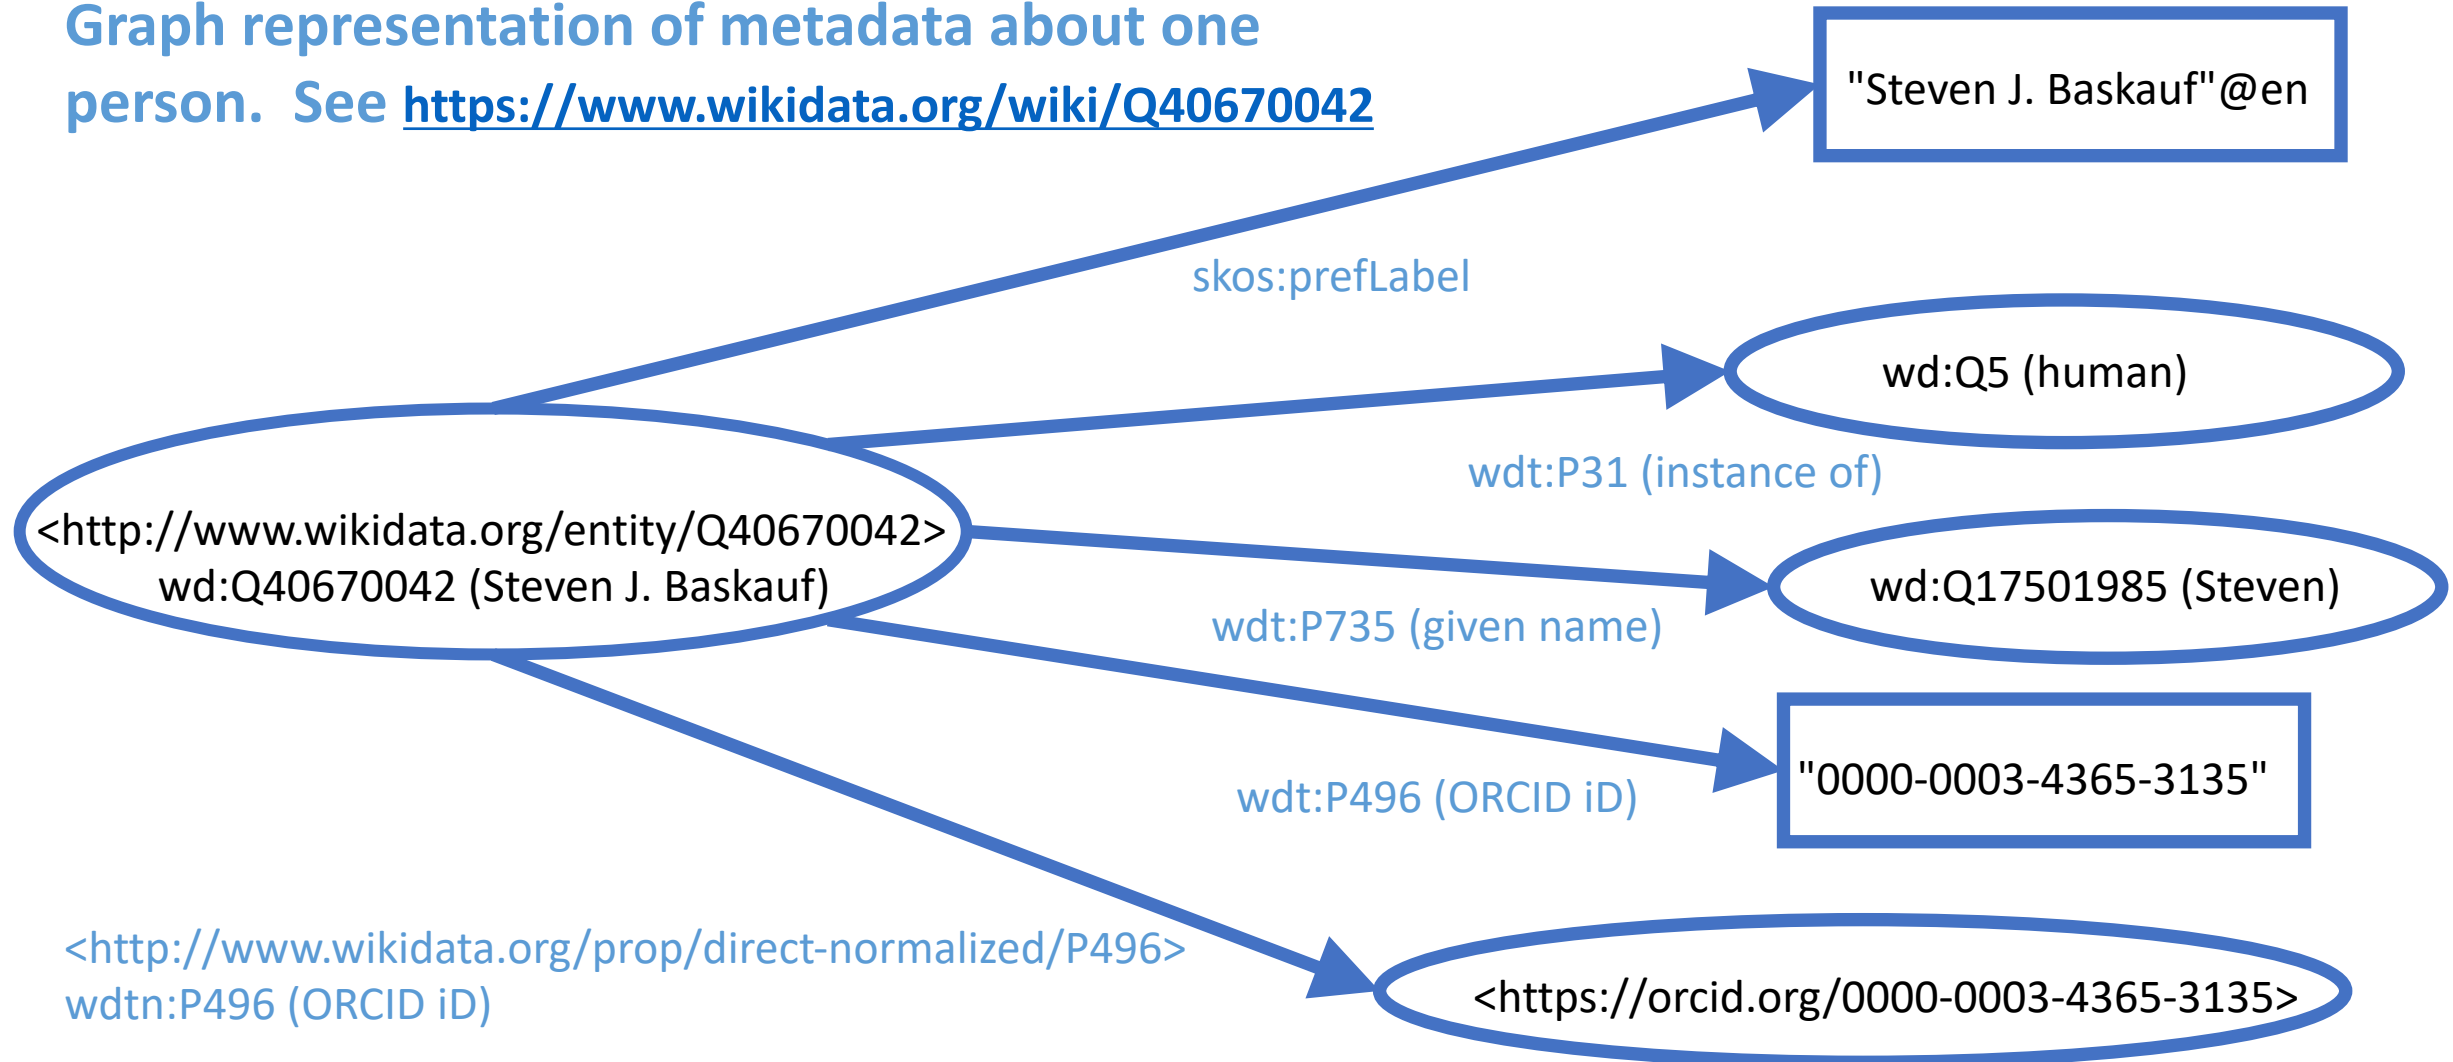 Graph representation of metadata about one
person.  See https://www.wikidata.org/wiki/Q40670042
"Steven J. Baskauf"@en
skos:prefLabel
wd:Q5 (human)
wdt:P31 (instance of)
<http://www.wikidata.org/entity/Q40670042>
wd:Q40670042 (Steven J. Baskauf)
wd:Q17501985 (Steven)
wdt:P735 (given name)
"0000-0003-4365-3135"
wdt:P496 (ORCID iD)
<http://www.wikidata.org/prop/direct-normalized/P496>
wdtn:P496 (ORCID iD)
<https://orcid.org/0000-0003-4365-3135>